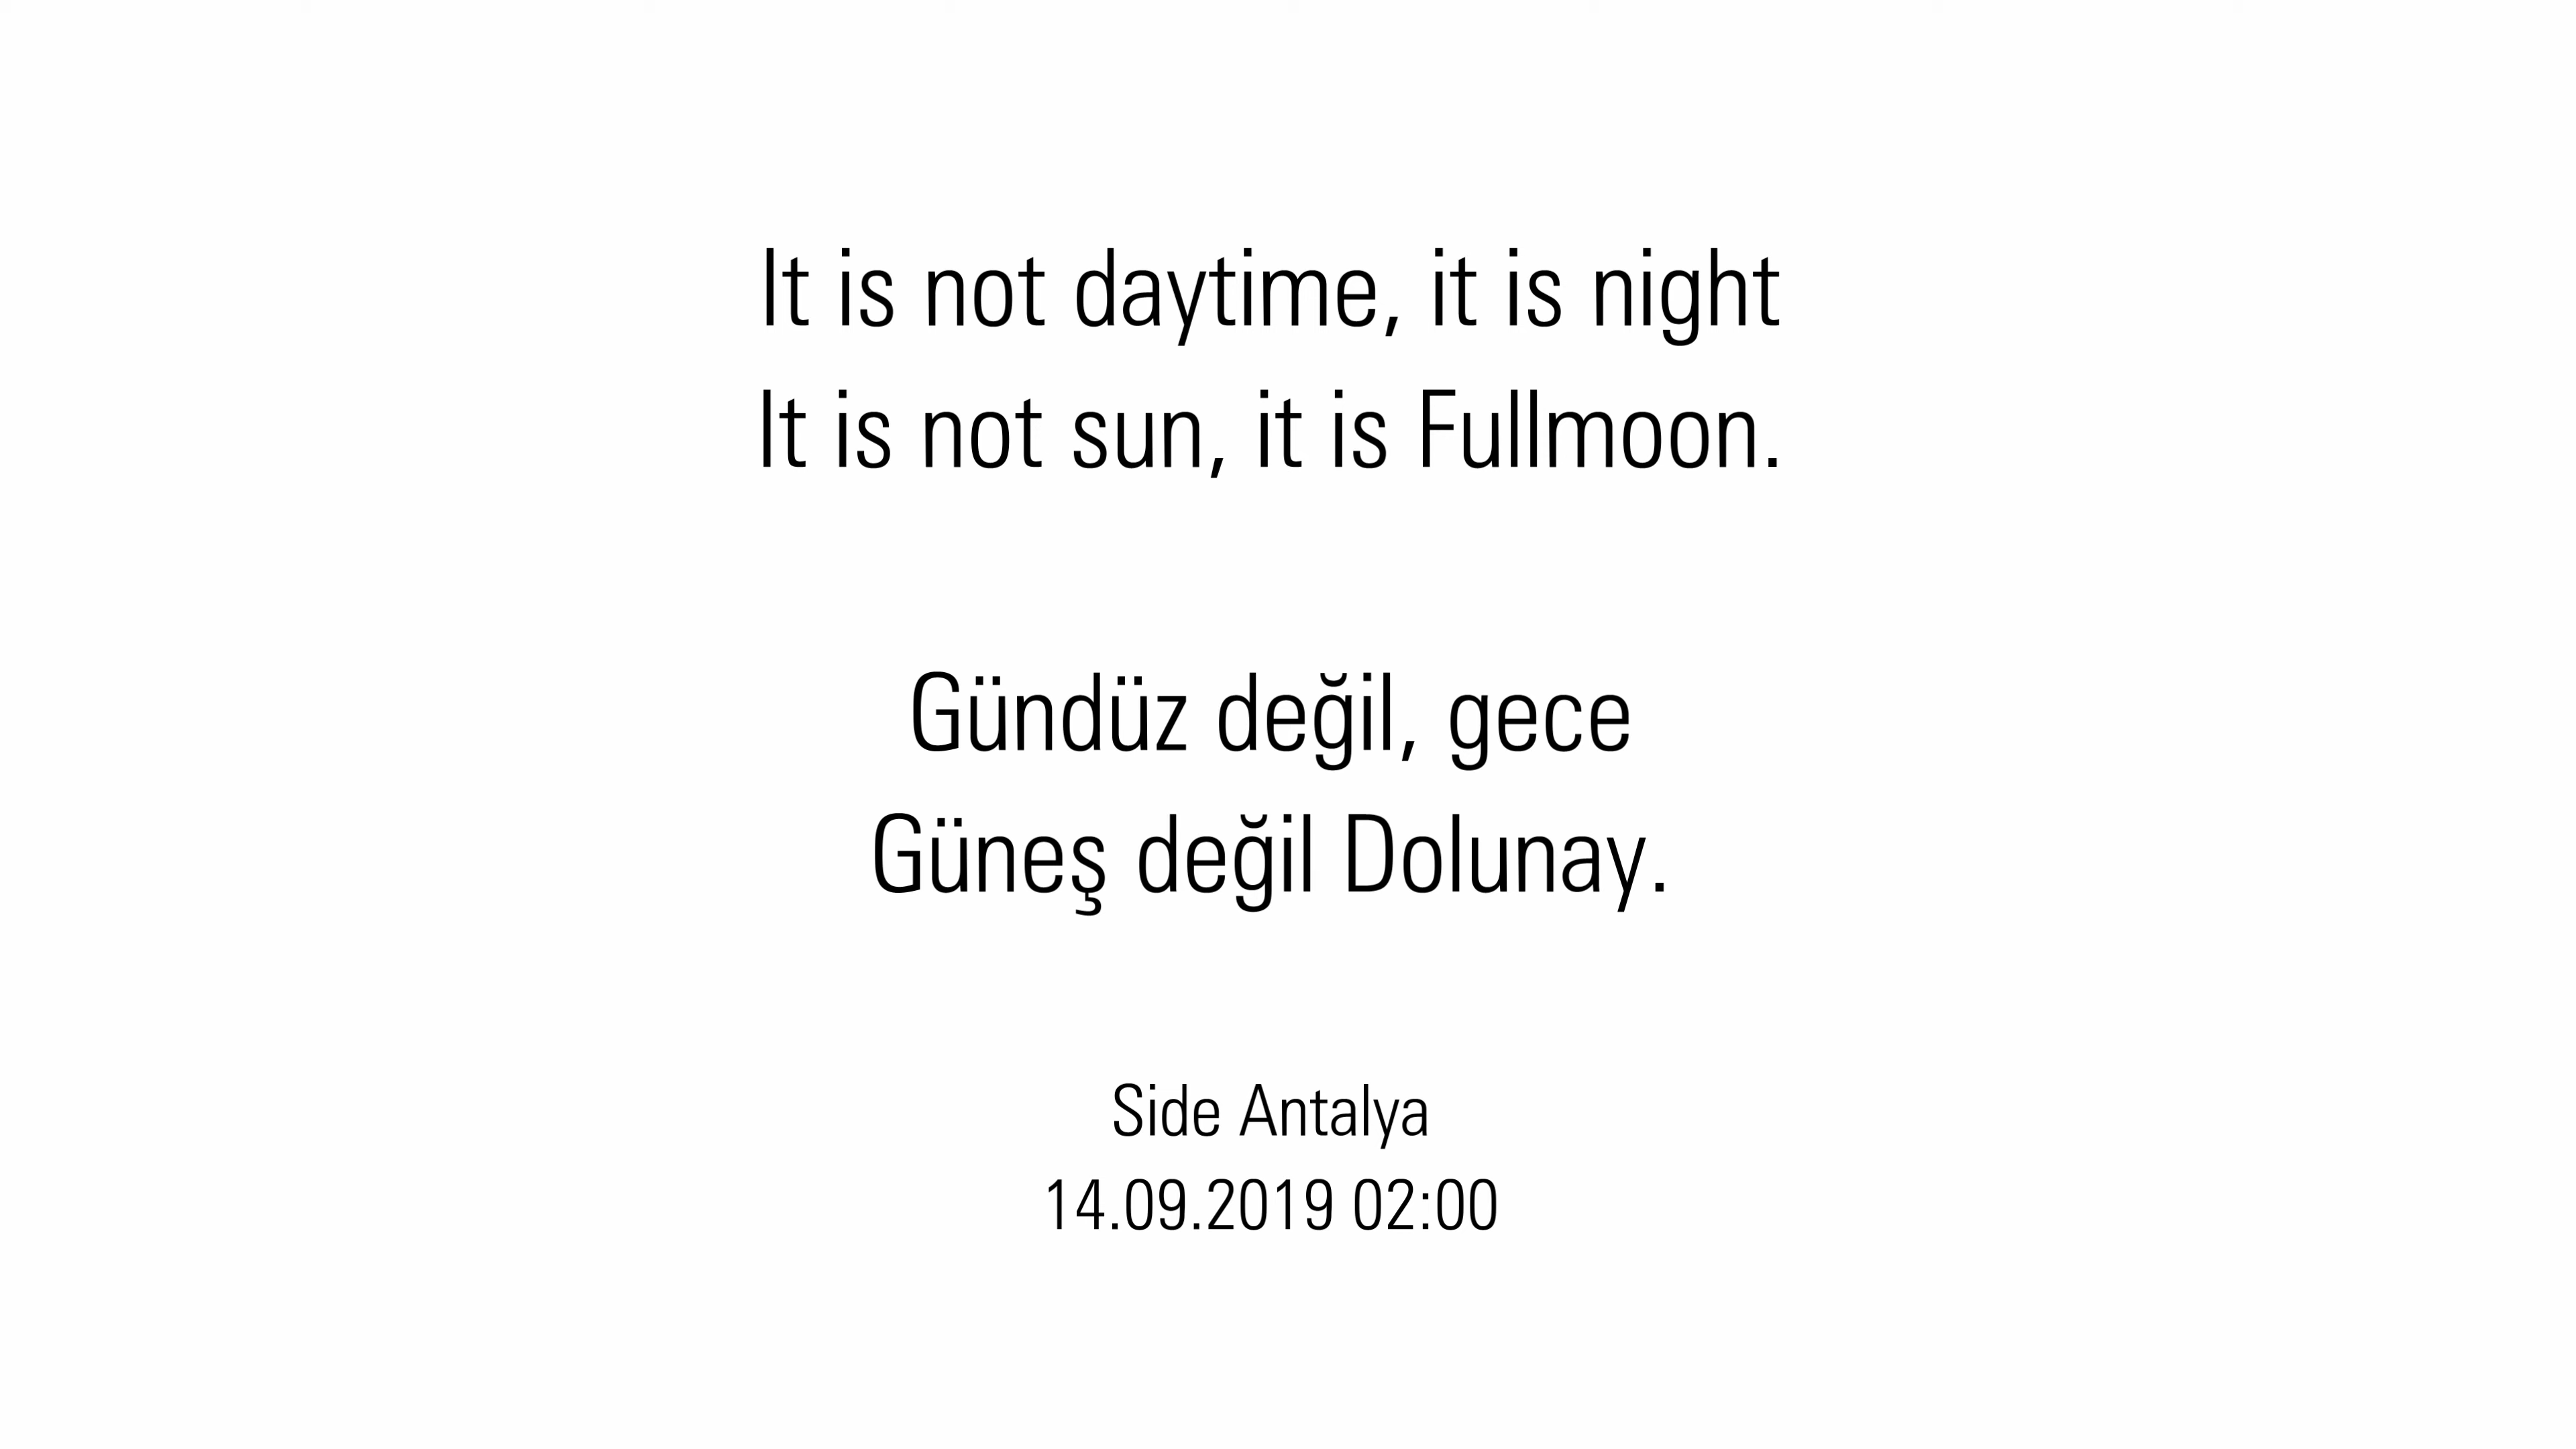 It is not daytime, it is night
It is not sun, it is Fullmoon.
Gündüz değil, gece
Güneş değil Dolunay.
Side Antalya
14.09.2019 02:00